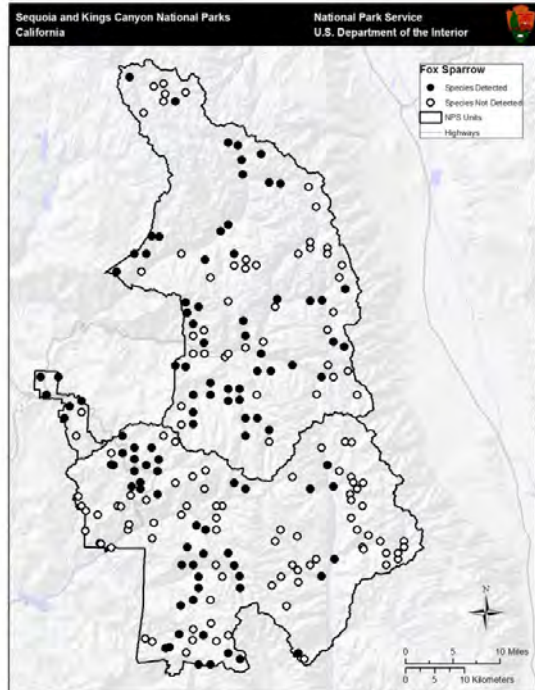 Sequoia and Kings Canyon National Parks
California
National Park Service
U.S. Department of the Interior
Fox Sparrow
Species Detected
Species Not Detected
NPS Units
Highways
N
0 5 10 Miles
0 5 10 Kilometers